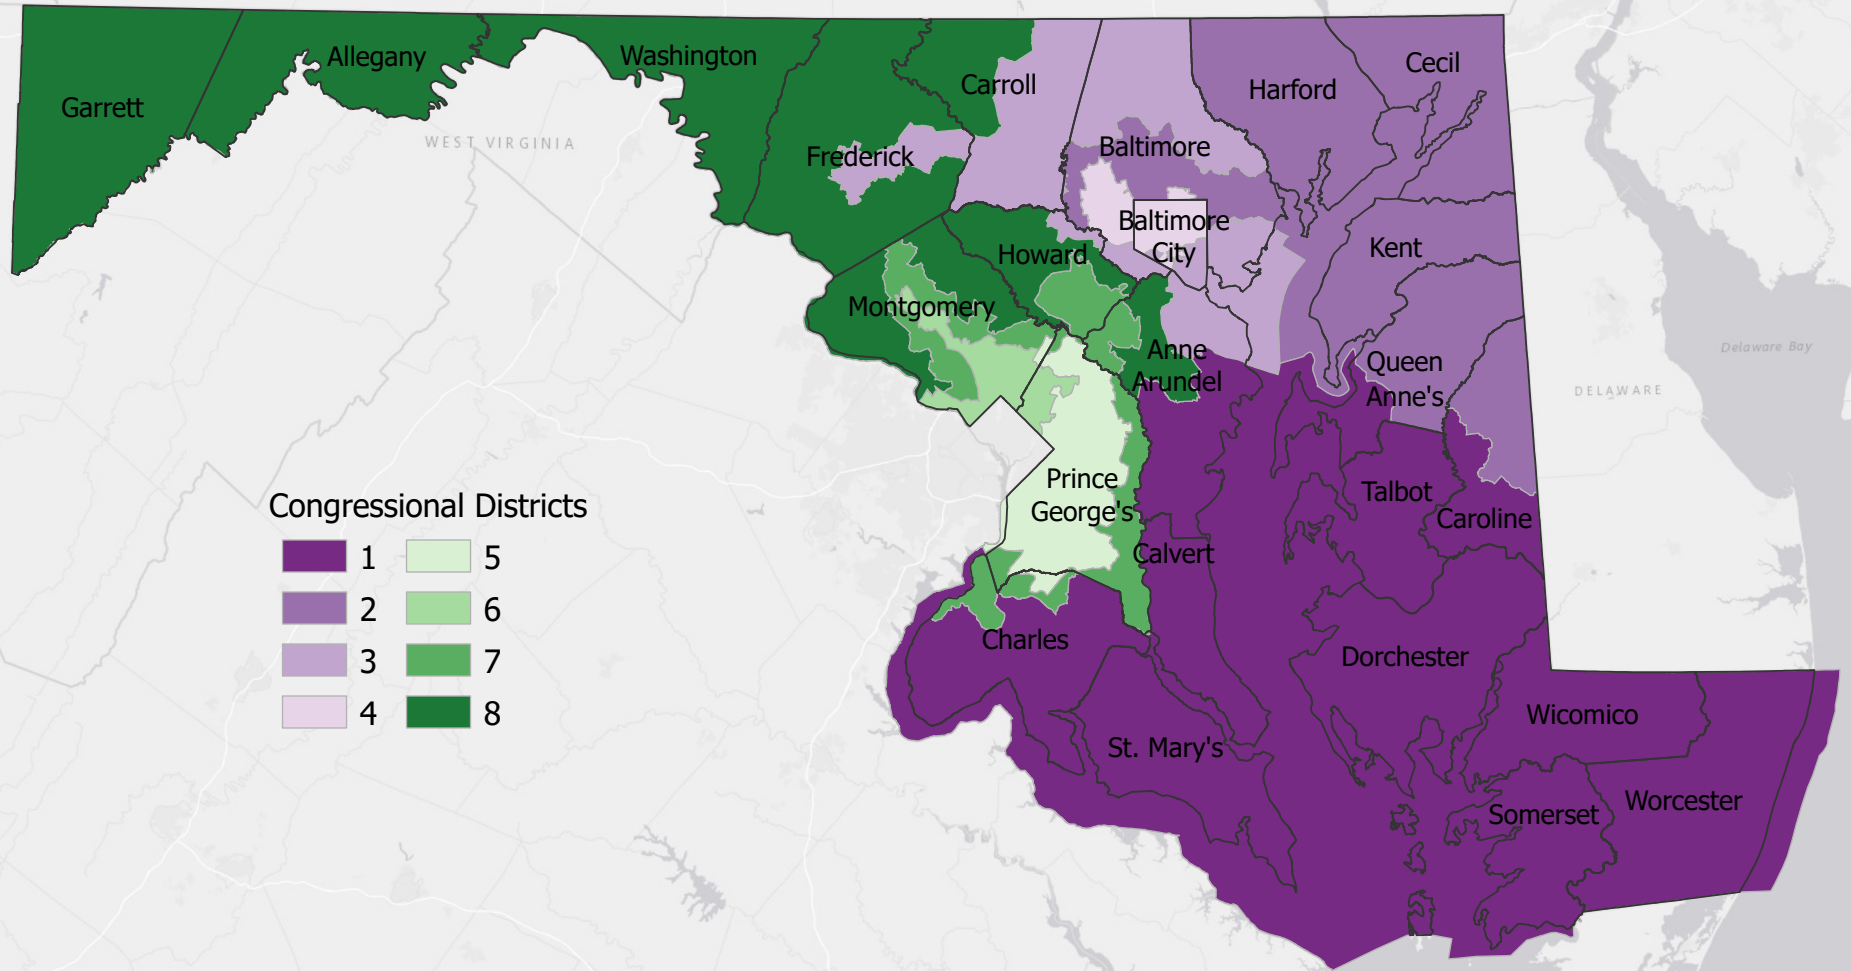 Garrett
Allegany
Washington
Frederick
Carroll
Baltimore
Harford
Cecil
WEST VIRGINIA
Baltimore
City
Howard
Montgomery
Kent
Anne
Arundel
Queen
Anne's
Delaware Bay
DELAWARE
Prince
George's
Talbot
Caroline
Calvert
Charles
Dorchester
St. Mary's
Wicomico
Somerset
Worcester
Congressional Districts
1 5
2 6
3 7
4 8